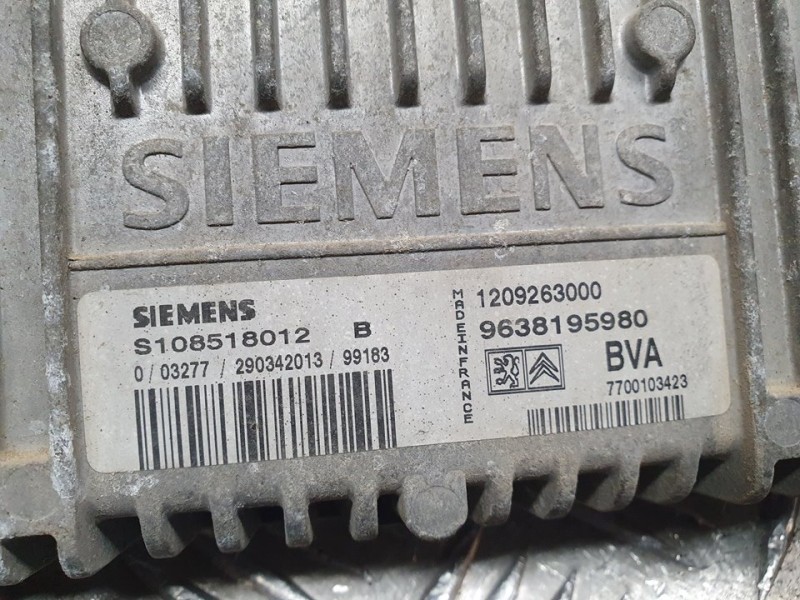 SIEMENS
SIEMENS
S108518012 B
0 / 03277 / 290342013 / 99183
MADEINFRANCE
1209263000
9638195980
BVA
7700103423